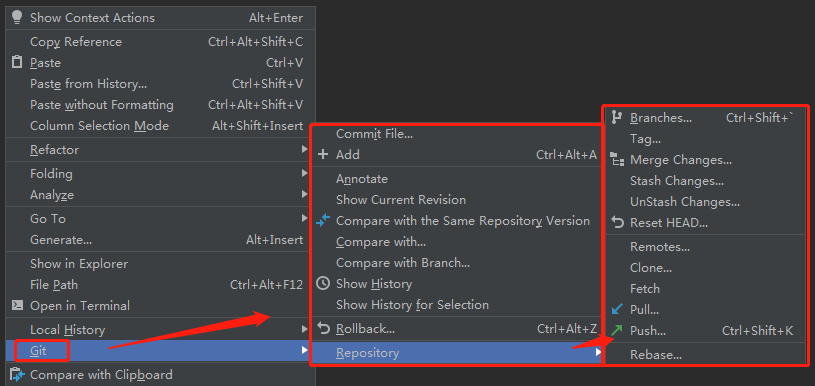 Show Context Actions Alt+Enter
Copy Reference Ctrl+Alt+Shift+C
Paste Ctrl+V
Paste from History... Ctrl+Shift+V
Paste without Formatting Ctrl+Alt+Shift+V
Column Selection Mode Alt+Shift+Insert
Refactor
Folding
Analyze
Go To
Generate... Alt+Insert
Show in Explorer
File Path Ctrl+Alt+F12
Open in Terminal
Local History
Git
Compare with Clipboard
Commit File...
Add Ctrl+Alt+A
Annotate
Show Current Revision
Compare with the Same Repository Version
Compare with...
Compare with Branch...
Show History
Show History for Selection
Rollback... Ctrl+Alt+Z
Repository
Branches... Ctrl+Shift+`
Tag...
Merge Changes...
Stash Changes...
UnStash Changes...
Reset HEAD...
Remotes...
Clone...
Fetch
Pull...
Push... Ctrl+Shift+K
Rebase...